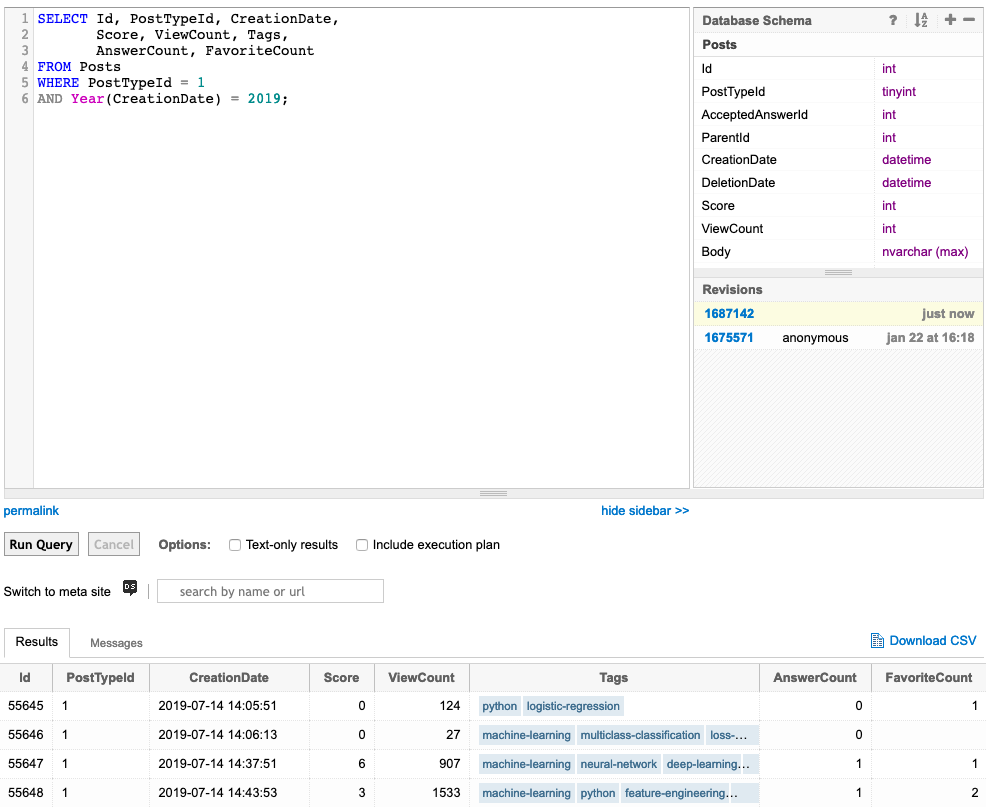 1 SELECT Id, PostTypeId, CreationDate,
2 Score, ViewCount, Tags,
3 AnswerCount, FavoriteCount
4 FROM Posts
5 WHERE PostTypeId = 1
6 AND Year(CreationDate) = 2019;
Database Schema ? AZ + −
Posts
Id int
PostTypeId tinyint
AcceptedAnswerId int
ParentId int
CreationDate datetime
DeletionDate datetime
Score int
ViewCount int
Body nvarchar (max)
Revisions
1687142 just now
1675571 anonymous jan 22 at 16:18
permalink hide sidebar >>
Run Query Cancel Options: Text-only results Include execution plan
Switch to meta site DS | search by name or url
Results Messages Download CSV
Id PostTypeId CreationDate Score ViewCount Tags AnswerCount FavoriteCount
55645 1 2019-07-14 14:05:51 0 124 python logistic-regression 0 1
55646 1 2019-07-14 14:06:13 0 27 machine-learning multiclass-classification loss-... 0
55647 1 2019-07-14 14:37:51 6 907 machine-learning neural-network deep-learning... 1 1
55648 1 2019-07-14 14:43:53 3 1533 machine-learning python feature-engineering... 1 2